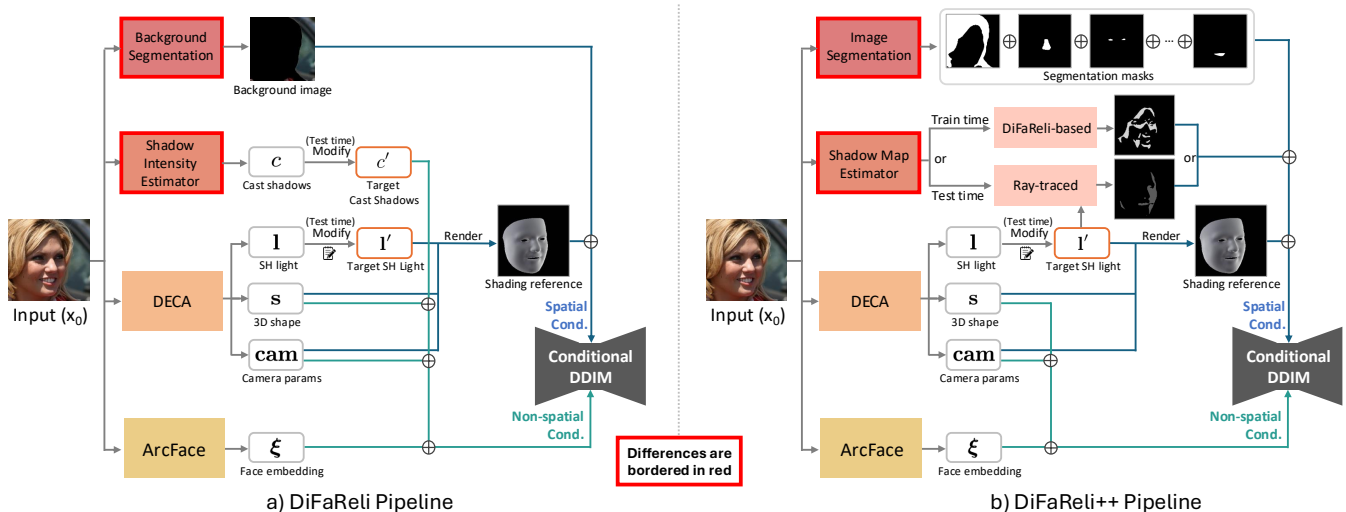 Background
Segmentation
Background image
Shadow
Intensity
Estimator
c
Cast shadows
(Test time)
Modify
c′
Target
Cast Shadows
Input (x₀)
DECA
l
SH light
(Test time)
Modify
l′
Target SH Light
Render
Shading reference
s
3D shape
cam
Camera params
Spatial
Cond.
Conditional
DDIM
Non-spatial
Cond.
ArcFace
ξ
Face embedding
a) DiFaReli Pipeline
Differences are
bordered in red
Image
Segmentation
...
Segmentation masks
Shadow Map
Estimator
Train time
or
Test time
DiFaReli-based
Ray-traced
or
Input (x₀)
DECA
l
SH light
(Test time)
Modify
l′
Target SH light
Render
Shading reference
s
3D shape
cam
Camera params
Spatial
Cond.
Conditional
DDIM
Non-spatial
Cond.
ArcFace
ξ
Face embedding
b) DiFaReli++ Pipeline